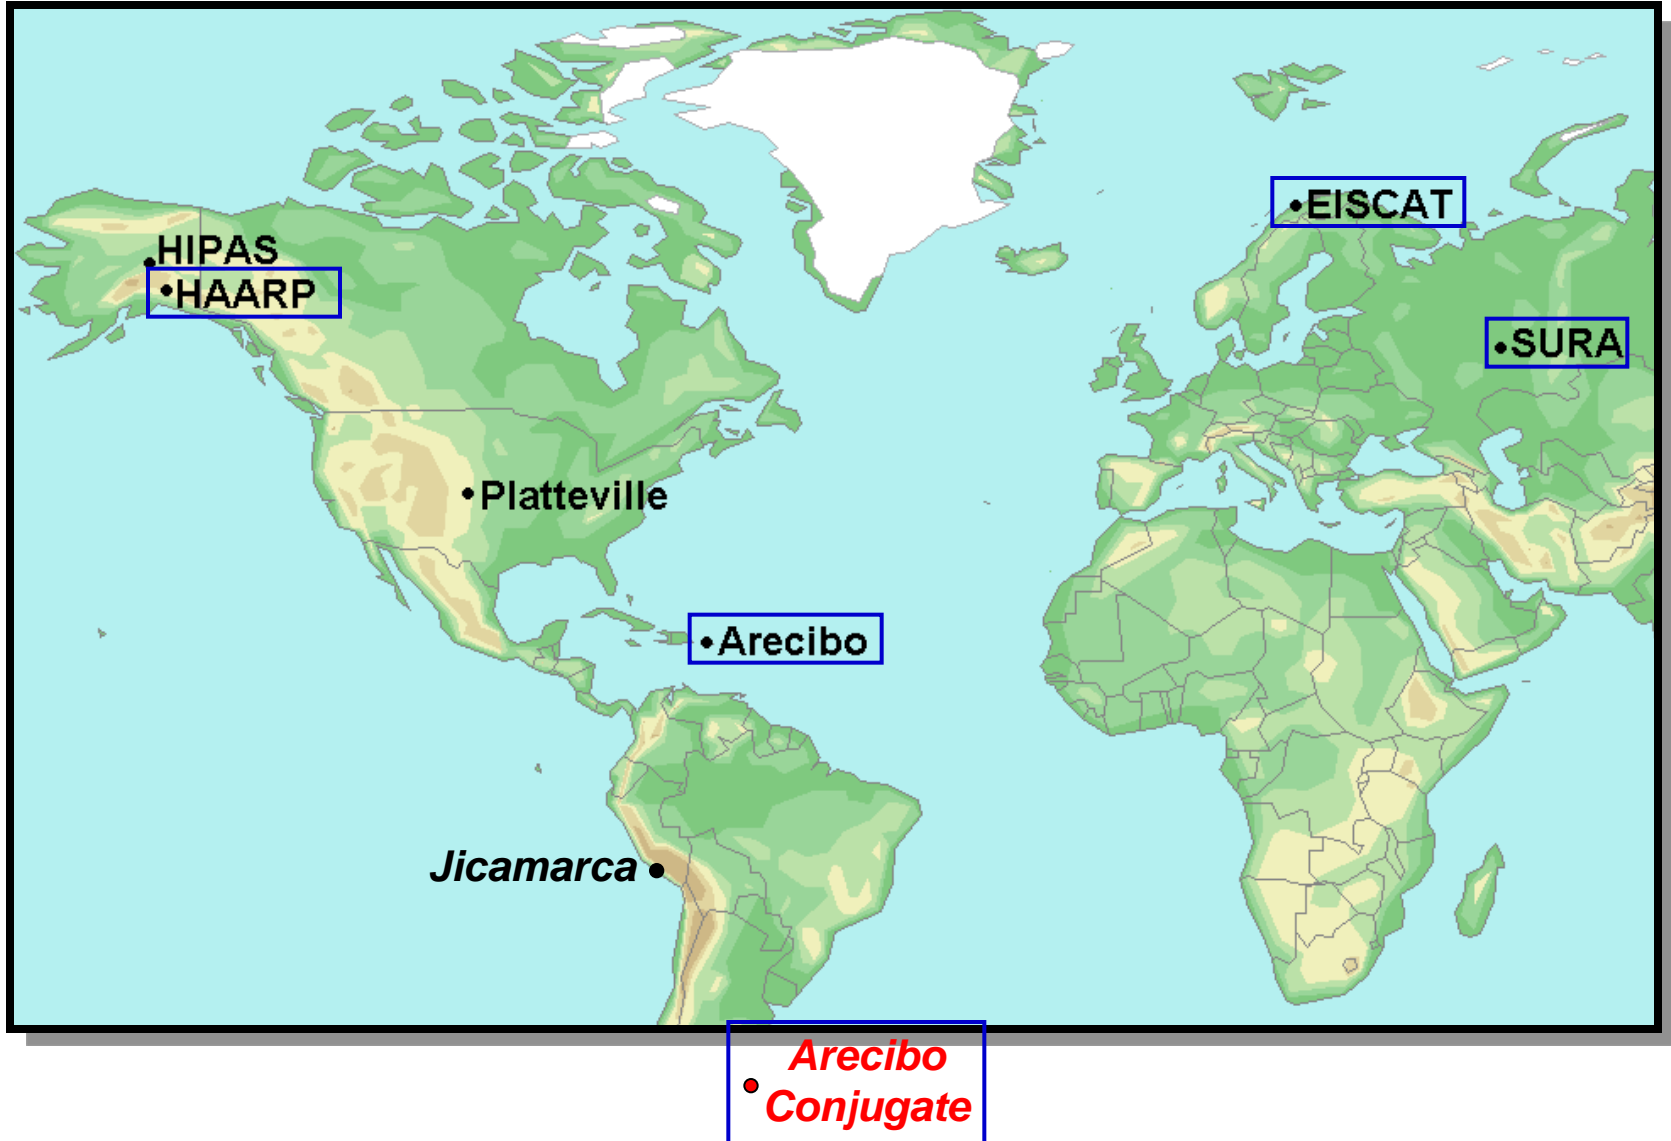 EISCAT
HIPAS
HAARP
SURA
Platteville
Arecibo
Jicamarca
Arecibo
Conjugate